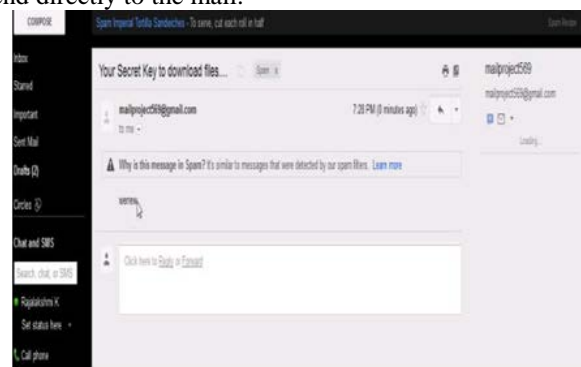 end directly to the mail.
COMPOSE
Spam Imperial Tortilla Sandwiches - To serve, cut each roll in half
Spam Recipe
Inbox
Starred
Important
Sent Mail
Drafts (2)
Circles
Chat and SMS
Search, chat, or SMS
Rajalakshmi K
Set status here
Call phone
Your Secret Key to download files....
Spam x
mailproject569@gmail.com
7:28 PM (0 minutes ago)
to me
Why is this message in Spam? It's similar to messages that were detected by our spam filters. Learn more
Click here to Reply or Forward
mailproject569
mailproject569@gmail.com
Loading...